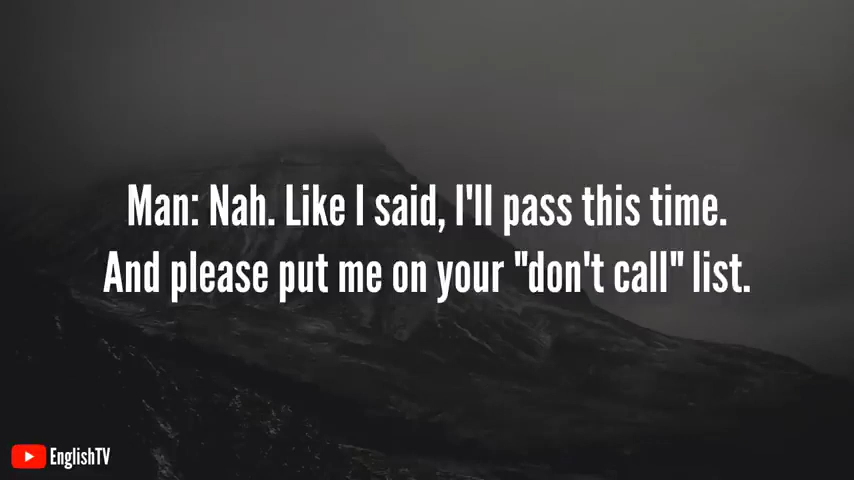 Man: Nah. Like I said, I'll pass this time.
And please put me on your "don't call" list.
EnglishTV